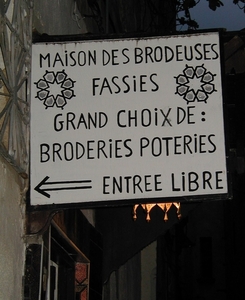 MAISON DES BRODEUSES
FASSiES
GRAND CHOiX DE :
BRODERIES POTERIES
ENTREE LiBRE